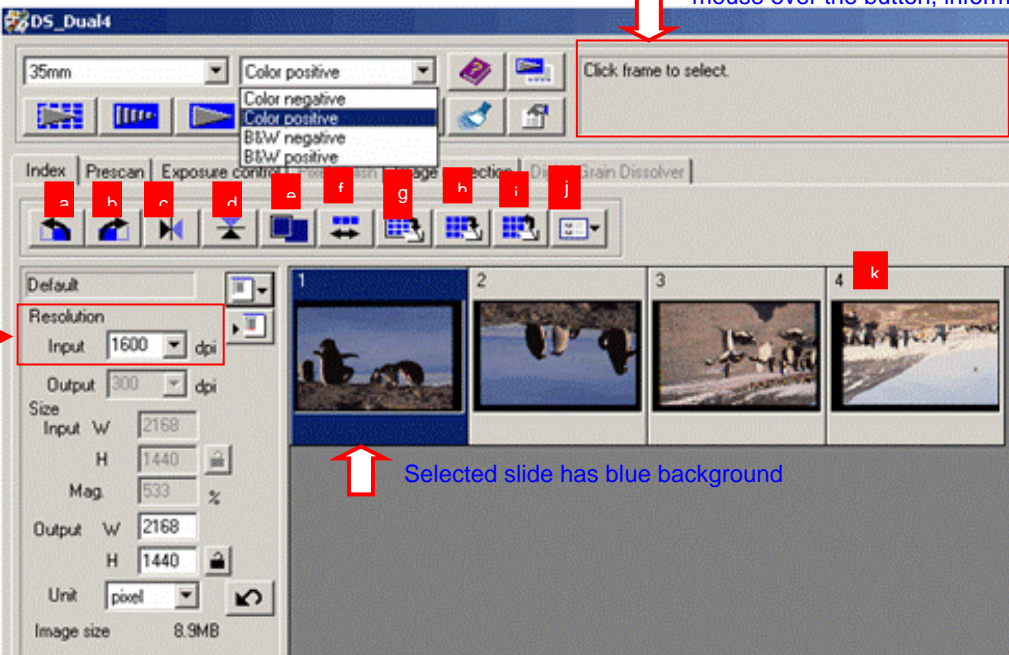 mouse over the button, inform
DS_Dual4
35mm
Color positive
Click frame to select.
Color negative
Color positive
B&W negative
B&W positive
Index Prescan Exposure control Image Grain Dissolver
a b c d e f g h i j
Default
1 2 3 4 k
Resolution
Input 1600 dpi
Output 300 dpi
Size
Input W 2168
H 1440
Mag. 533 %
Output W 2168
H 1440
Unit pixel
Image size 8.9MB
Selected slide has blue background